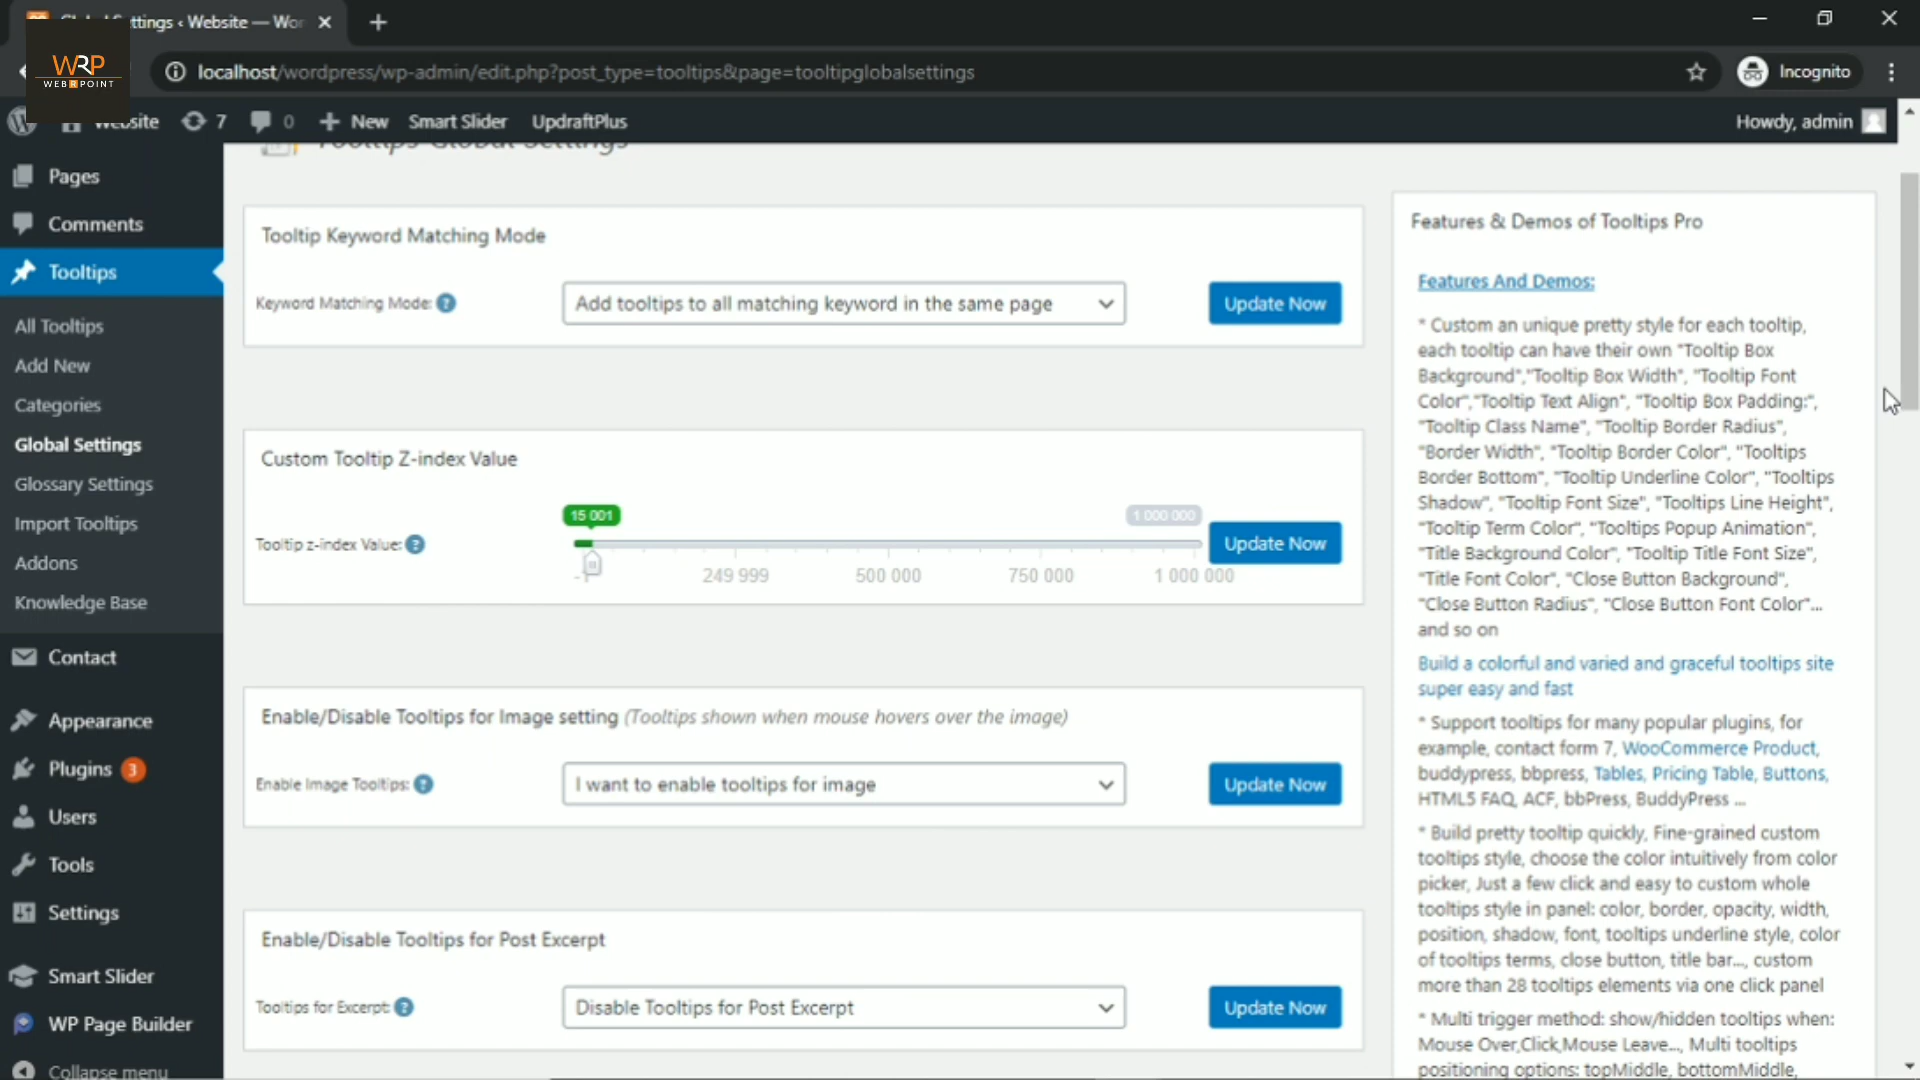 ttings ‹ Website — Wor
WRP
WEBRPOINT
localhost/wordpress/wp-admin/edit.php?post_type=tooltips&page=tooltipglobalsettings
Incognito
Website
7
0
New
Smart Slider
UpdraftPlus
Howdy, admin
Tooltips Global Settings
Pages
Comments
Tooltips
All Tooltips
Add New
Categories
Global Settings
Glossary Settings
Import Tooltips
Addons
Knowledge Base
Contact
Appearance
Plugins 3
Users
Tools
Settings
Smart Slider
WP Page Builder
Collapse menu
Tooltip Keyword Matching Mode
Keyword Matching Mode: ?
Add tooltips to all matching keyword in the same page
Update Now
Custom Tooltip Z-index Value
Tooltip z-index Value: ?
15 001
1 000 000
-1
249 999
500 000
750 000
1 000 000
Update Now
Enable/Disable Tooltips for Image setting (Tooltips shown when mouse hovers over the image)
Enable Image Tooltips: ?
I want to enable tooltips for image
Update Now
Enable/Disable Tooltips for Post Excerpt
Tooltips for Excerpt: ?
Disable Tooltips for Post Excerpt
Update Now
Features & Demos of Tooltips Pro
Features And Demos:
* Custom an unique pretty style for each tooltip,
each tooltip can have their own "Tooltip Box
Background","Tooltip Box Width", "Tooltip Font
Color","Tooltip Text Align", "Tooltip Box Padding:",
"Tooltip Class Name", "Tooltip Border Radius",
"Border Width", "Tooltip Border Color", "Tooltips
Border Bottom", "Tooltip Underline Color", "Tooltips
Shadow", "Tooltip Font Size", "Tooltips Line Height",
"Tooltip Term Color", "Tooltips Popup Animation",
"Title Background Color", "Tooltip Title Font Size",
"Title Font Color", "Close Button Background",
"Close Button Radius", "Close Button Font Color"...
and so on
Build a colorful and varied and graceful tooltips site
super easy and fast
* Support tooltips for many popular plugins, for
example, contact form 7, WooCommerce Product,
buddypress, bbpress, Tables, Pricing Table, Buttons,
HTML5 FAQ, ACF, bbPress, BuddyPress ...
* Build pretty tooltip quickly, Fine-grained custom
tooltips style, choose the color intuitively from color
picker, Just a few click and easy to custom whole
tooltips style in panel: color, border, opacity, width,
position, shadow, font, tooltips underline style, color
of tooltips terms, close button, title bar..., custom
more than 28 tooltips elements via one click panel
* Multi trigger method: show/hidden tooltips when:
Mouse Over,Click,Mouse Leave..., Multi tooltips
positioning options: topMiddle, bottomMiddle,